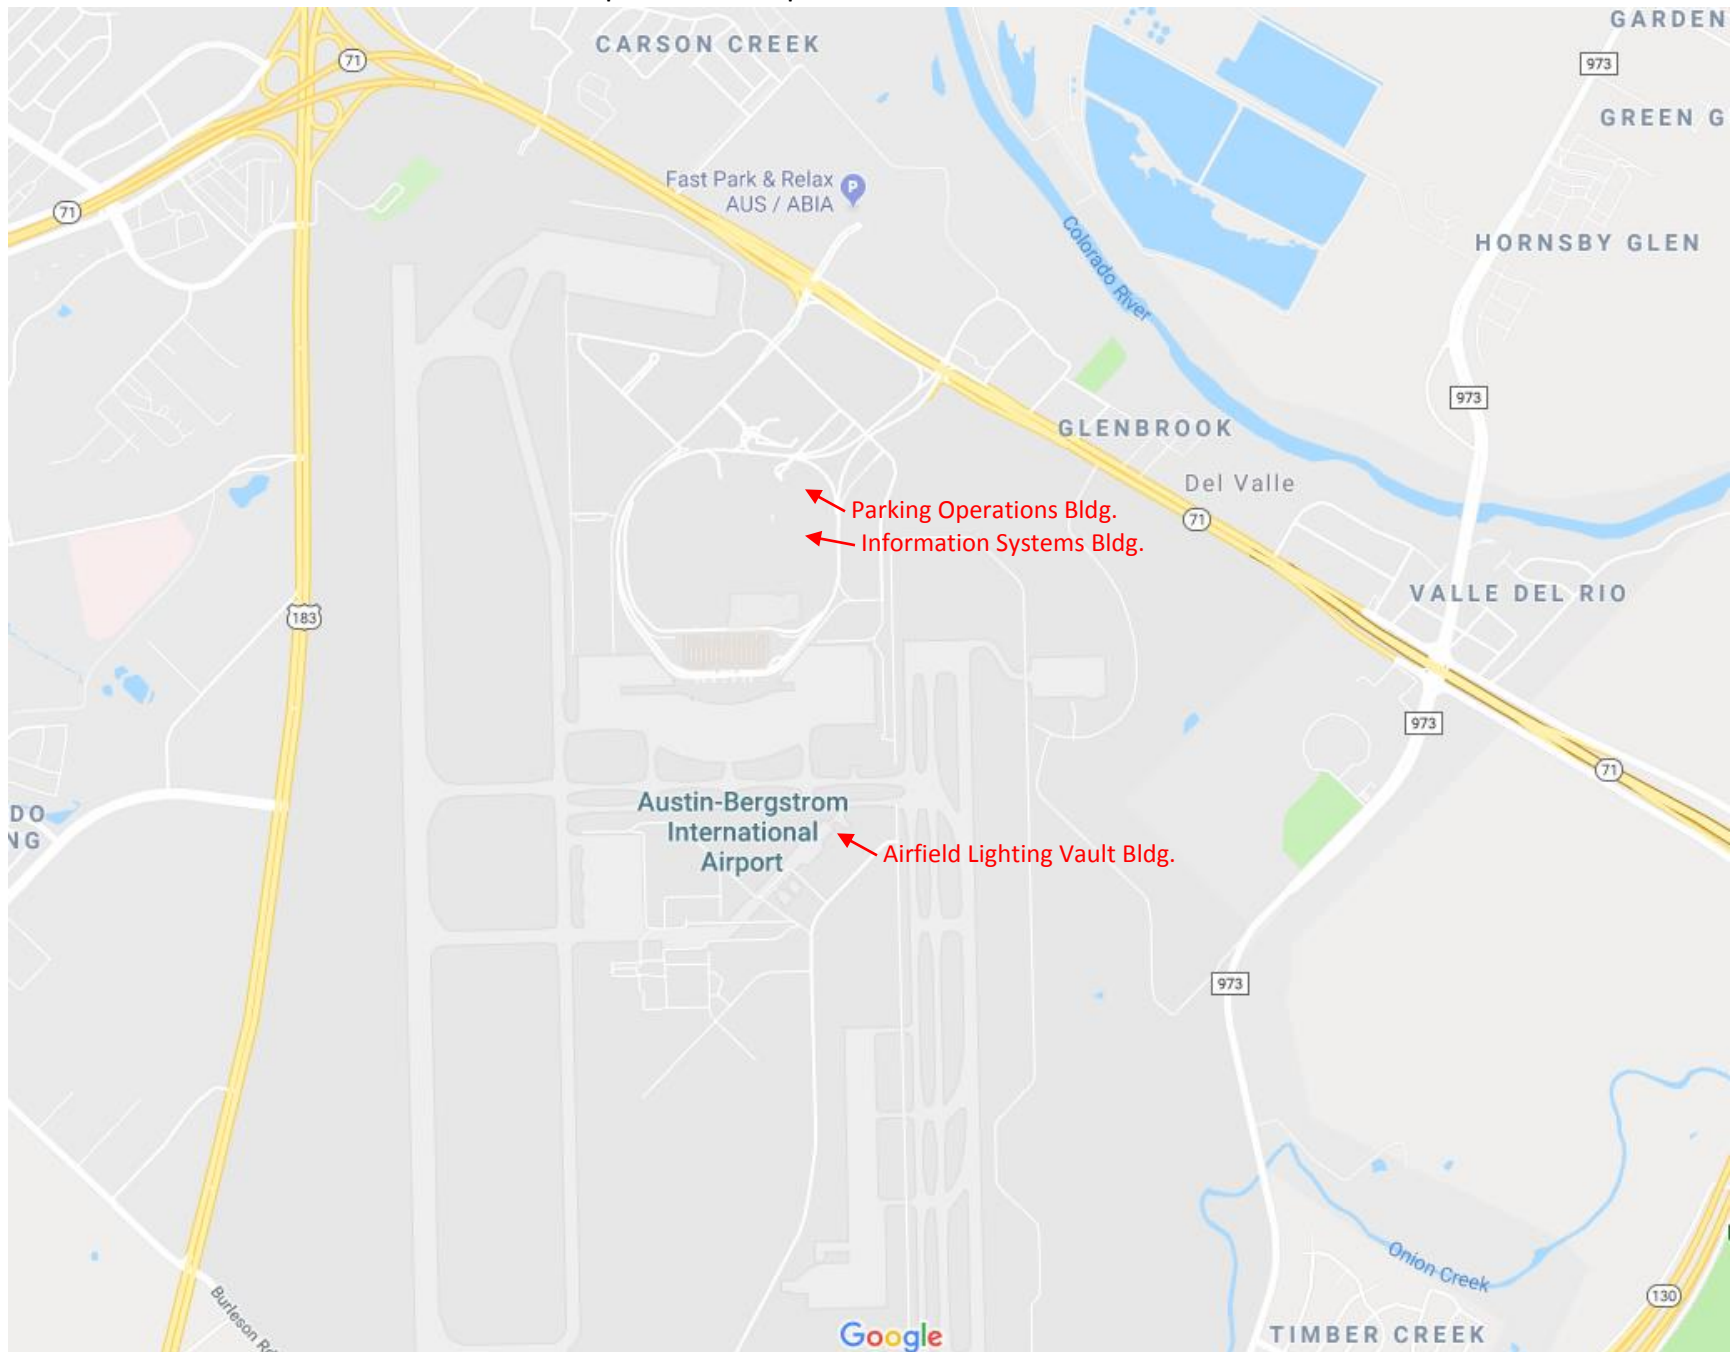 GARDEN
CARSON CREEK
71
973
GREEN G
Fast Park & Relax
AUS / ABIA
P
71
Colorado River
HORNSBY GLEN
973
GLENBROOK
Del Valle
Parking Operations Bldg.
71
Information Systems Bldg.
VALLE DEL RIO
183
973
71
DO
NG
Austin-Bergstrom
International
Airport
Airfield Lighting Vault Bldg.
973
Onion Creek
130
Burleson Rd
Google
TIMBER CREEK